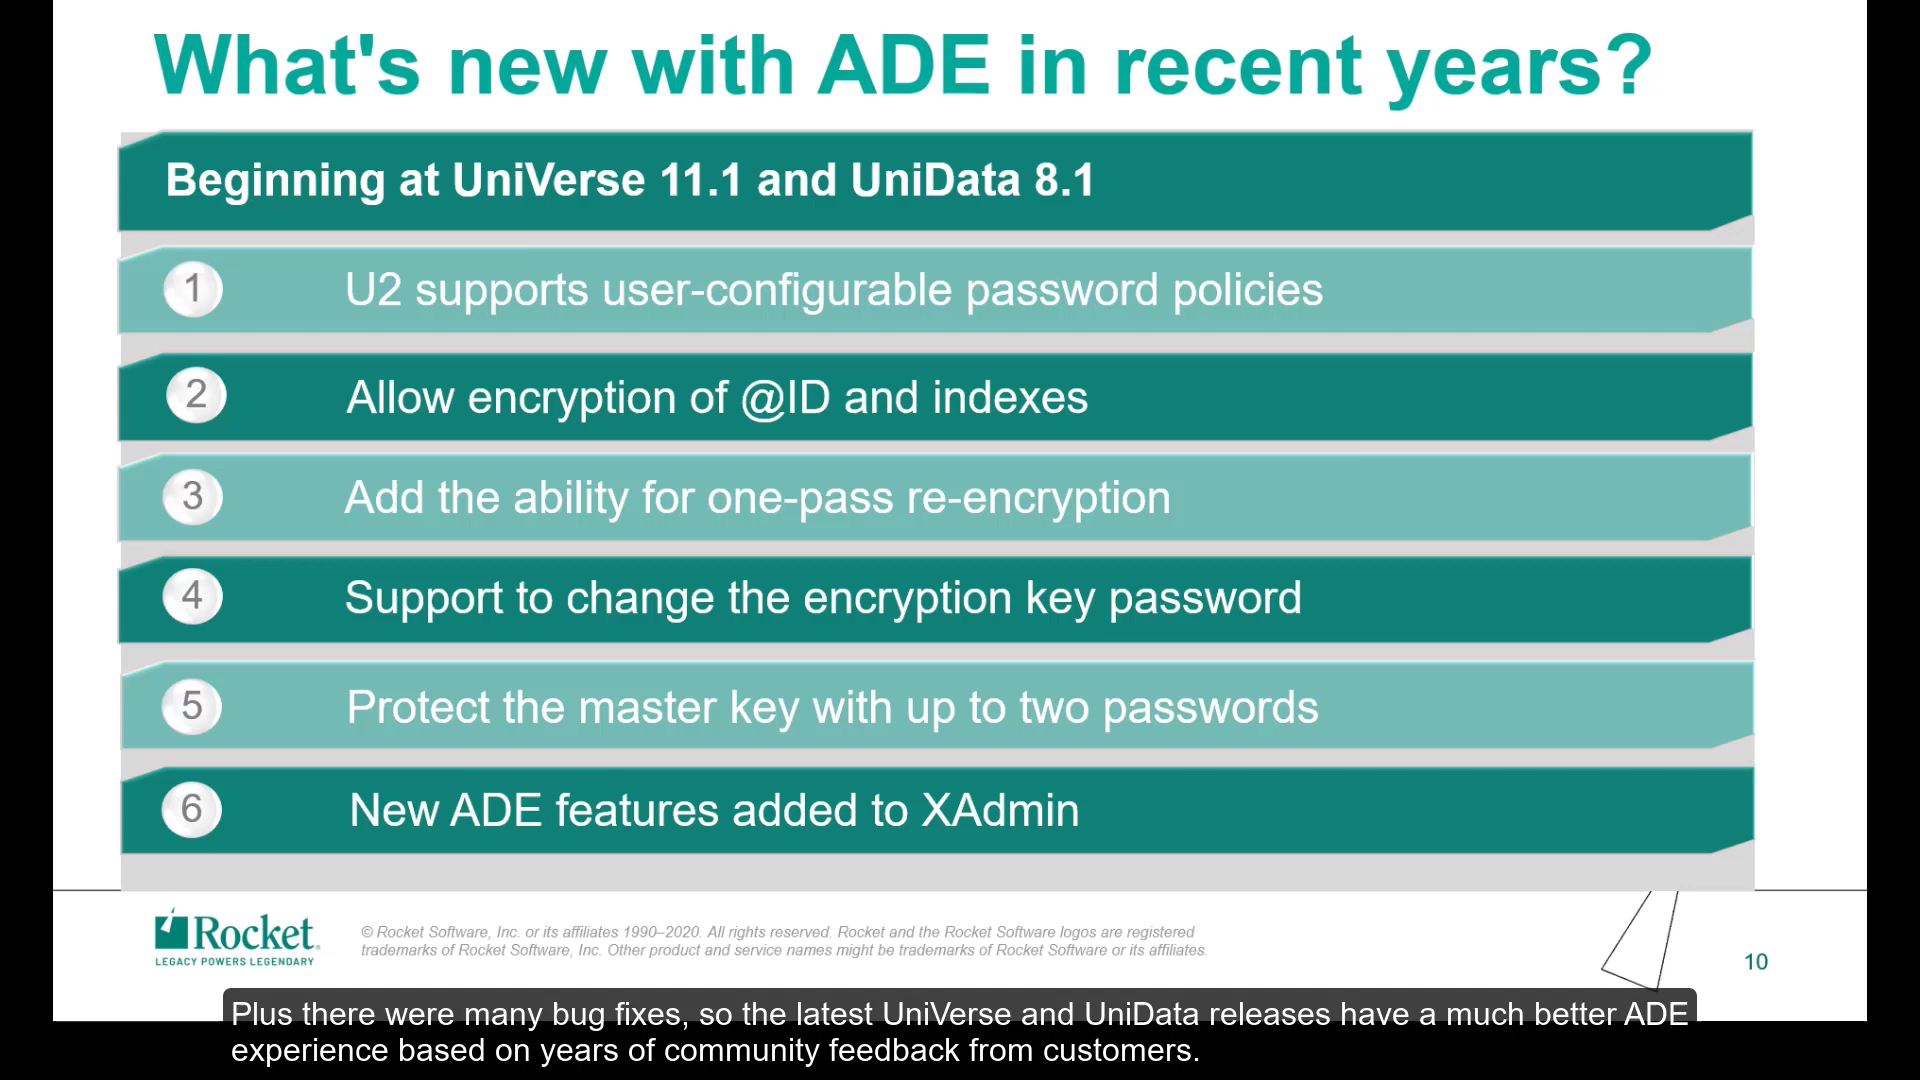 What's new with ADE in recent years?
Beginning at UniVerse 11.1 and UniData 8.1
1 U2 supports user-configurable password policies
2 Allow encryption of @ID and indexes
3 Add the ability for one-pass re-encryption
4 Support to change the encryption key password
5 Protect the master key with up to two passwords
6 New ADE features added to XAdmin
Rocket
LEGACY POWERS LEGENDARY
© Rocket Software, Inc. or its affiliates 1990–2020. All rights reserved. Rocket and the Rocket Software logos are registered
trademarks of Rocket Software, Inc. Other product and service names might be trademarks of Rocket Software or its affiliates.
10
Plus there were many bug fixes, so the latest UniVerse and UniData releases have a much better ADE
experience based on years of community feedback from customers.